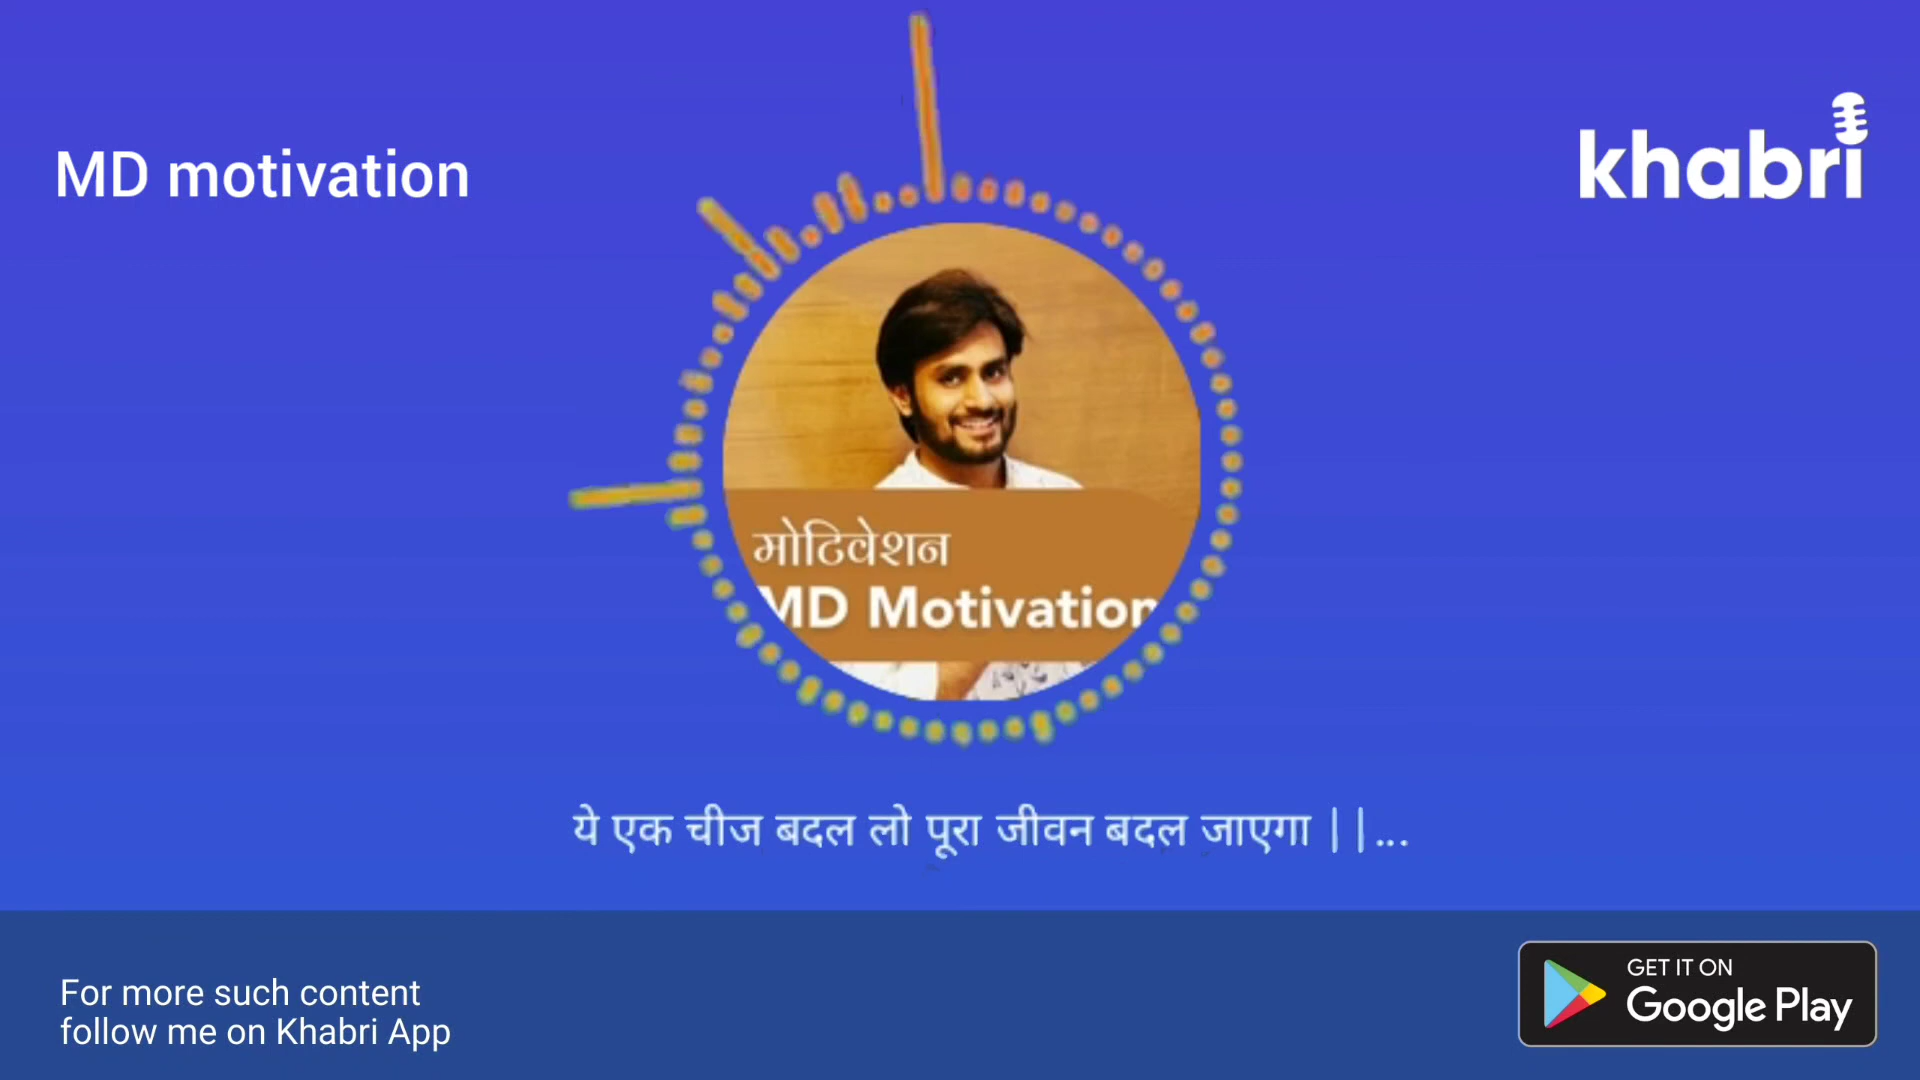 MD motivation
khabri
मोटिवेशन
MD Motivation
ये एक चीज बदल लो पूरा जीवन बदल जाएगा ||...
For more such content
follow me on Khabri App
GET IT ON
Google Play